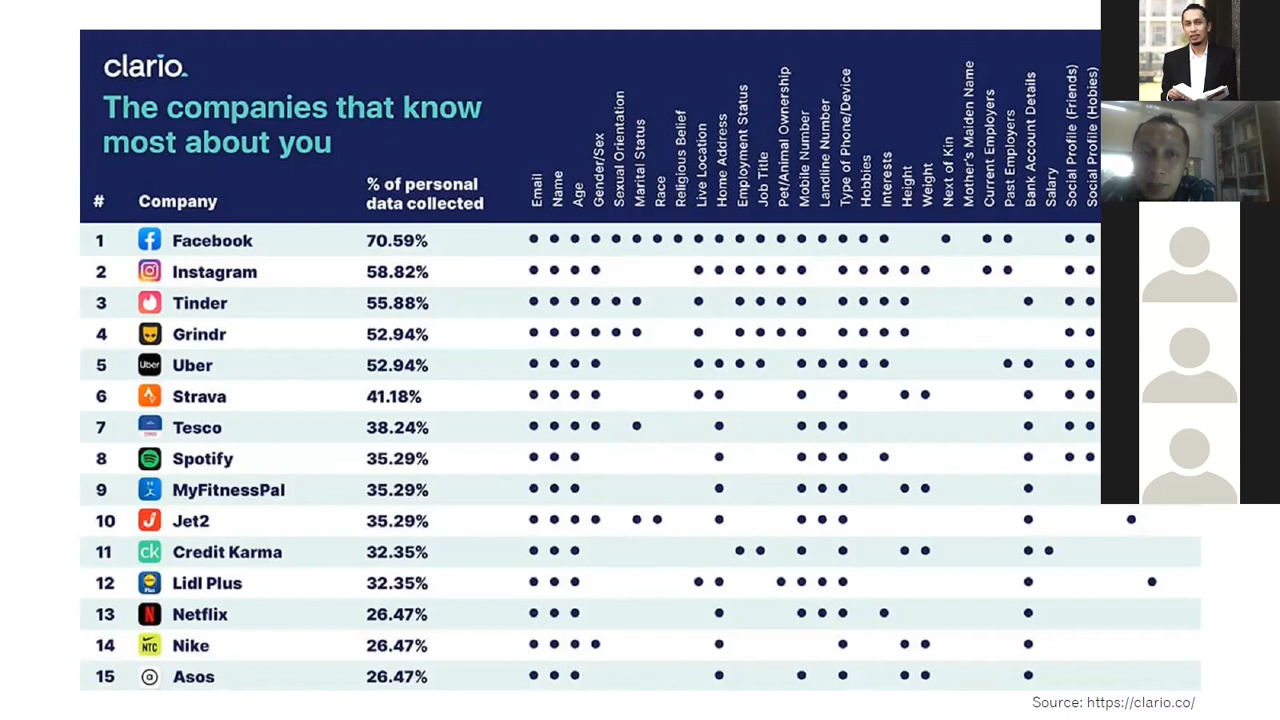 clario.
The companies that know
most about you
# Company % of personal
data collected
Email
Name
Age
Gender/Sex
Sexual Orientation
Marital Status
Race
Religious Belief
Live Location
Home Address
Employment Status
Job Title
Pet/Animal Ownership
Mobile Number
Landline Number
Type of Phone/Device
Hobbies
Interests
Height
Weight
Next of Kin
Mother's Maiden Name
Current Employers
Past Employers
Bank Account Details
Salary
Social Profile (Friends)
Social Profile (Hobies)
1 Facebook 70.59%
2 Instagram 58.82%
3 Tinder 55.88%
4 Grindr 52.94%
5 Uber Uber 52.94%
6 Strava 41.18%
7 Tesco 38.24%
8 Spotify 35.29%
9 MyFitnessPal 35.29%
10 Jet2 35.29%
11 ck Credit Karma 32.35%
12 Lidl Plus 32.35%
13 N Netflix 26.47%
14 NTC Nike 26.47%
15 a Asos 26.47%
Source: https://clario.co/